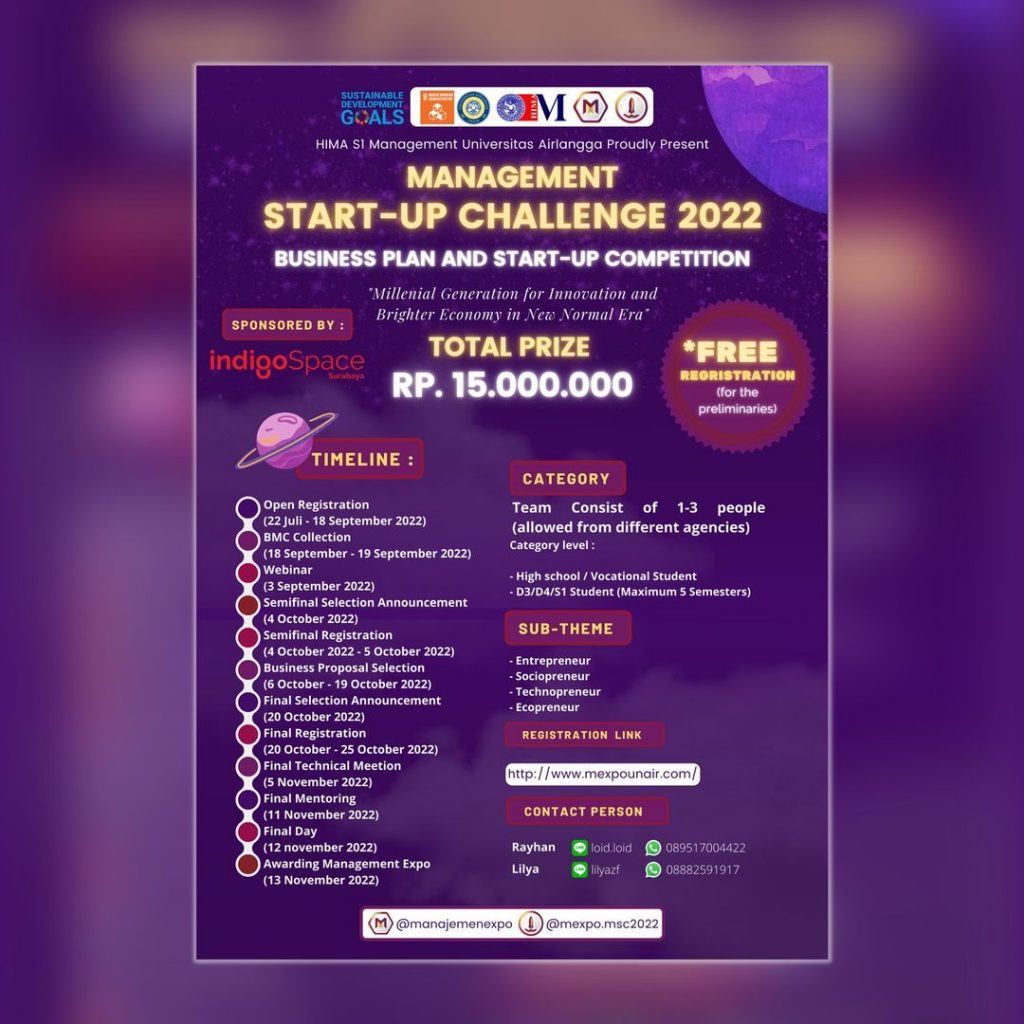 SUSTAINABLE
DEVELOPMENT
GOALS
HIMA
M
M
HIMA S1 Management Universitas Airlangga Proudly Present
MANAGEMENT
START-UP CHALLENGE 2022
BUSINESS PLAN AND START-UP COMPETITION
"Millenial Generation for Innovation and
Brighter Economy in New Normal Era"
SPONSORED BY :
indigoSpace
Surabaya
TOTAL PRIZE
RP. 15.000.000
*FREE
REGRISTRATION
(for the
preliminaries)
TIMELINE :
Open Registration
(22 Juli - 18 September 2022)
BMC Collection
(18 September - 19 September 2022)
Webinar
(3 September 2022)
Semifinal Selection Announcement
(4 October 2022)
Semifinal Registration
(4 October 2022 - 5 October 2022)
Business Proposal Selection
(6 October - 19 October 2022)
Final Selection Announcement
(20 October 2022)
Final Registration
(20 October - 25 October 2022)
Final Technical Meetion
(5 November 2022)
Final Mentoring
(11 November 2022)
Final Day
(12 november 2022)
Awarding Management Expo
(13 November 2022)
CATEGORY
Team Consist of 1-3 people
(allowed from different agencies)
Category level :
- High school / Vocational Student
- D3/D4/S1 Student (Maximum 5 Semesters)
SUB-THEME
- Entrepreneur
- Sociopreneur
- Technopreneur
- Ecopreneur
REGISTRATION LINK
http://www.mexpounair.com/
CONTACT PERSON
Rayhan loid.loid 089517004422
Lilya lilyazf 08882591917
M @manajemenexpo @mexpo.msc2022